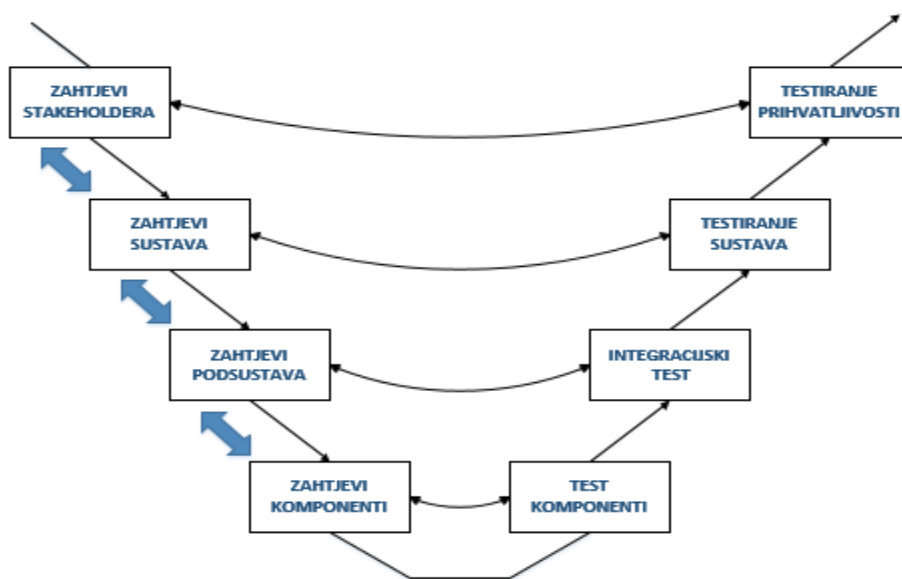 ZAHTJEVI
STAKEHOLDERA
TESTIRANJE
PRIHVATLJIVOSTI
ZAHTJEVI
SUSTAVA
TESTIRANJE
SUSTAVA
ZAHTJEVI
PODSUSTAVA
INTEGRACIJSKI
TEST
ZAHTJEVI
KOMPONENTI
TEST
KOMPONENTI